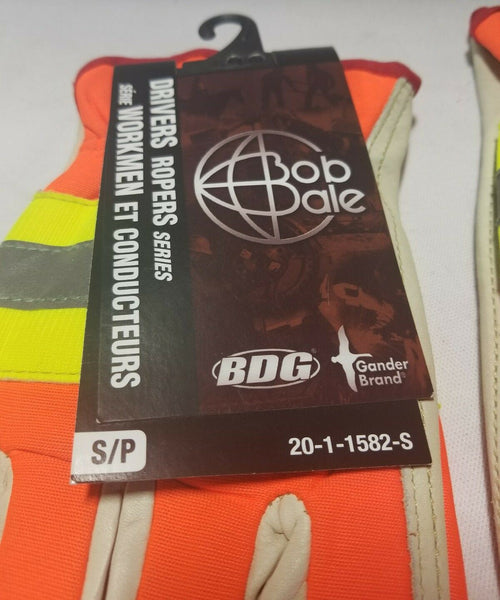 Bob
Dale
DRIVERS ROPERS SERIES
SÉRIE WORKMEN ET CONDUCTEURS
BDG®
Gander
Brand®
S/P
20-1-1582-S